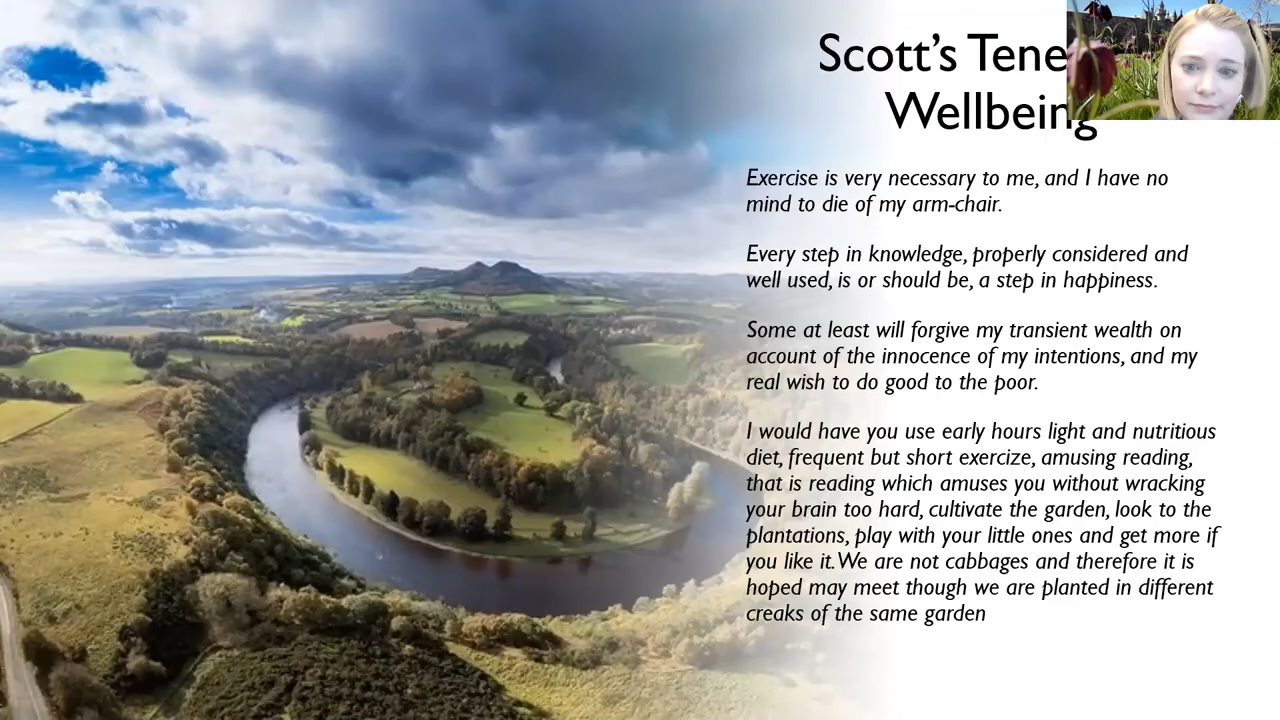 Scott's Tene
Wellbeing
Exercise is very necessary to me, and I have no
mind to die of my arm-chair.
Every step in knowledge, properly considered and
well used, is or should be, a step in happiness.
Some at least will forgive my transient wealth on
account of the innocence of my intentions, and my
real wish to do good to the poor.
I would have you use early hours light and nutritious
diet, frequent but short exercize, amusing reading,
that is reading which amuses you without wracking
your brain too hard, cultivate the garden, look to the
plantations, play with your little ones and get more if
you like it. We are not cabbages and therefore it is
hoped may meet though we are planted in different
creaks of the same garden